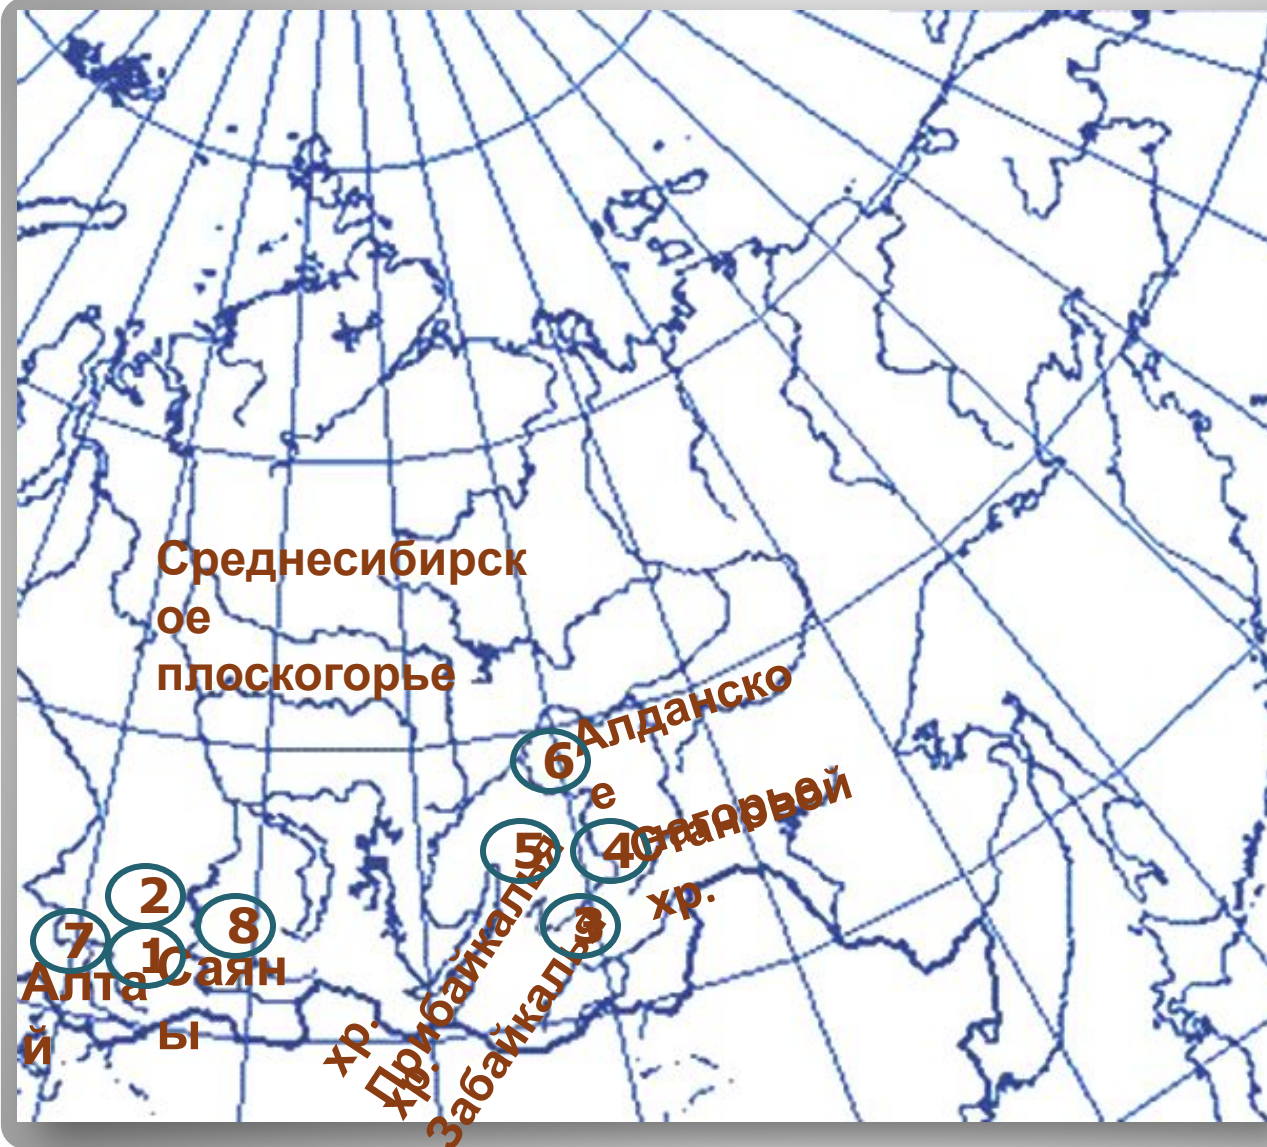 Среднесибирск
ое
плоскогорье
Алданско
е
нагорье
Становой
хр.
6
5
4
3
2
8
7
1
Алта
й
Саян
ы
хр.
Прибайкалья
хр.
Забайкалья